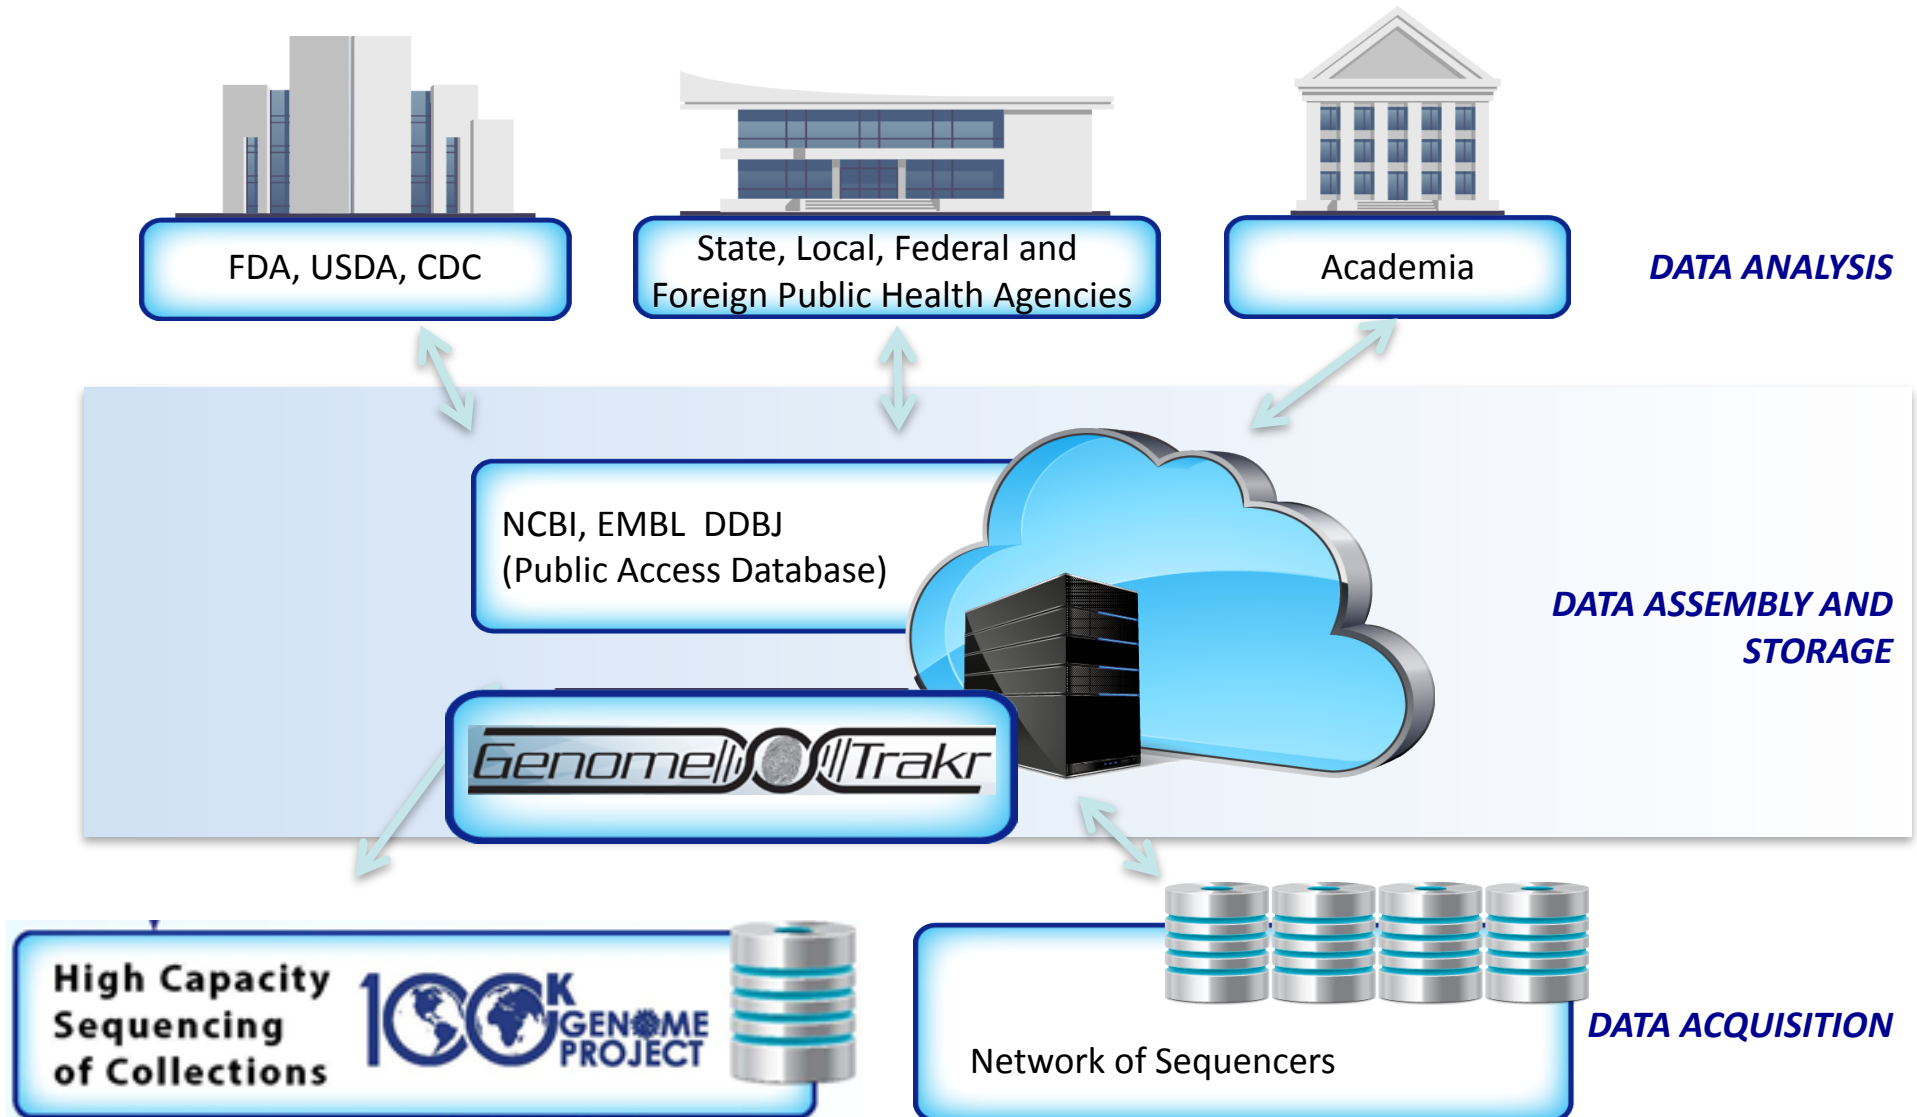 FDA, USDA, CDC
State, Local, Federal and
Foreign Public Health Agencies
Academia
DATA ANALYSIS
NCBI, EMBL  DDBJ
(Public Access Database)
DATA ASSEMBLY AND
STORAGE
GenomeTrakr
High Capacity
Sequencing
of Collections
100K
GENOME
PROJECT
Network of Sequencers
DATA ACQUISITION